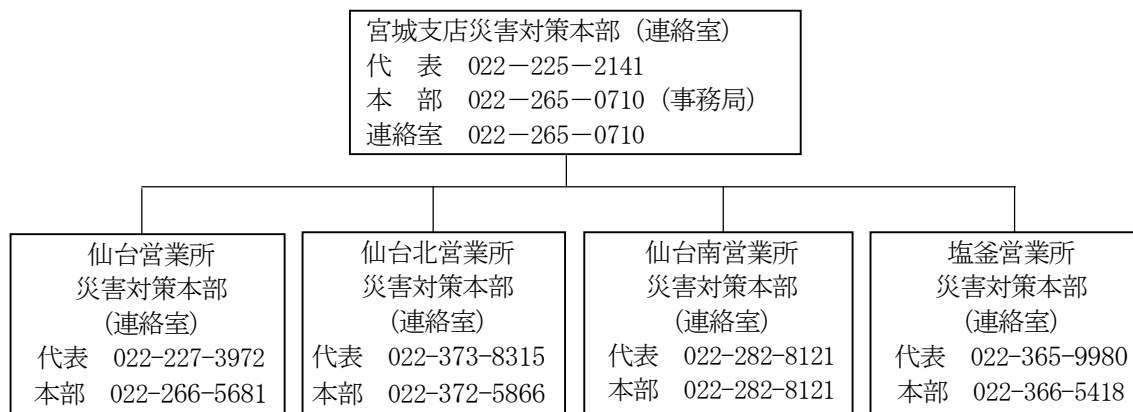 宮城支店災害対策本部（連絡室）
代　表　022－225－2141
本　部　022－265－0710（事務局）
連絡室　022－265－0710
仙台営業所
災害対策本部
（連絡室）
代表　022-227-3972
本部　022-266-5681
仙台北営業所
災害対策本部
（連絡室）
代表　022-373-8315
本部　022-372-5866
仙台南営業所
災害対策本部
（連絡室）
代表　022-282-8121
本部　022-282-8121
塩釜営業所
災害対策本部
（連絡室）
代表　022-365-9980
本部　022-366-5418